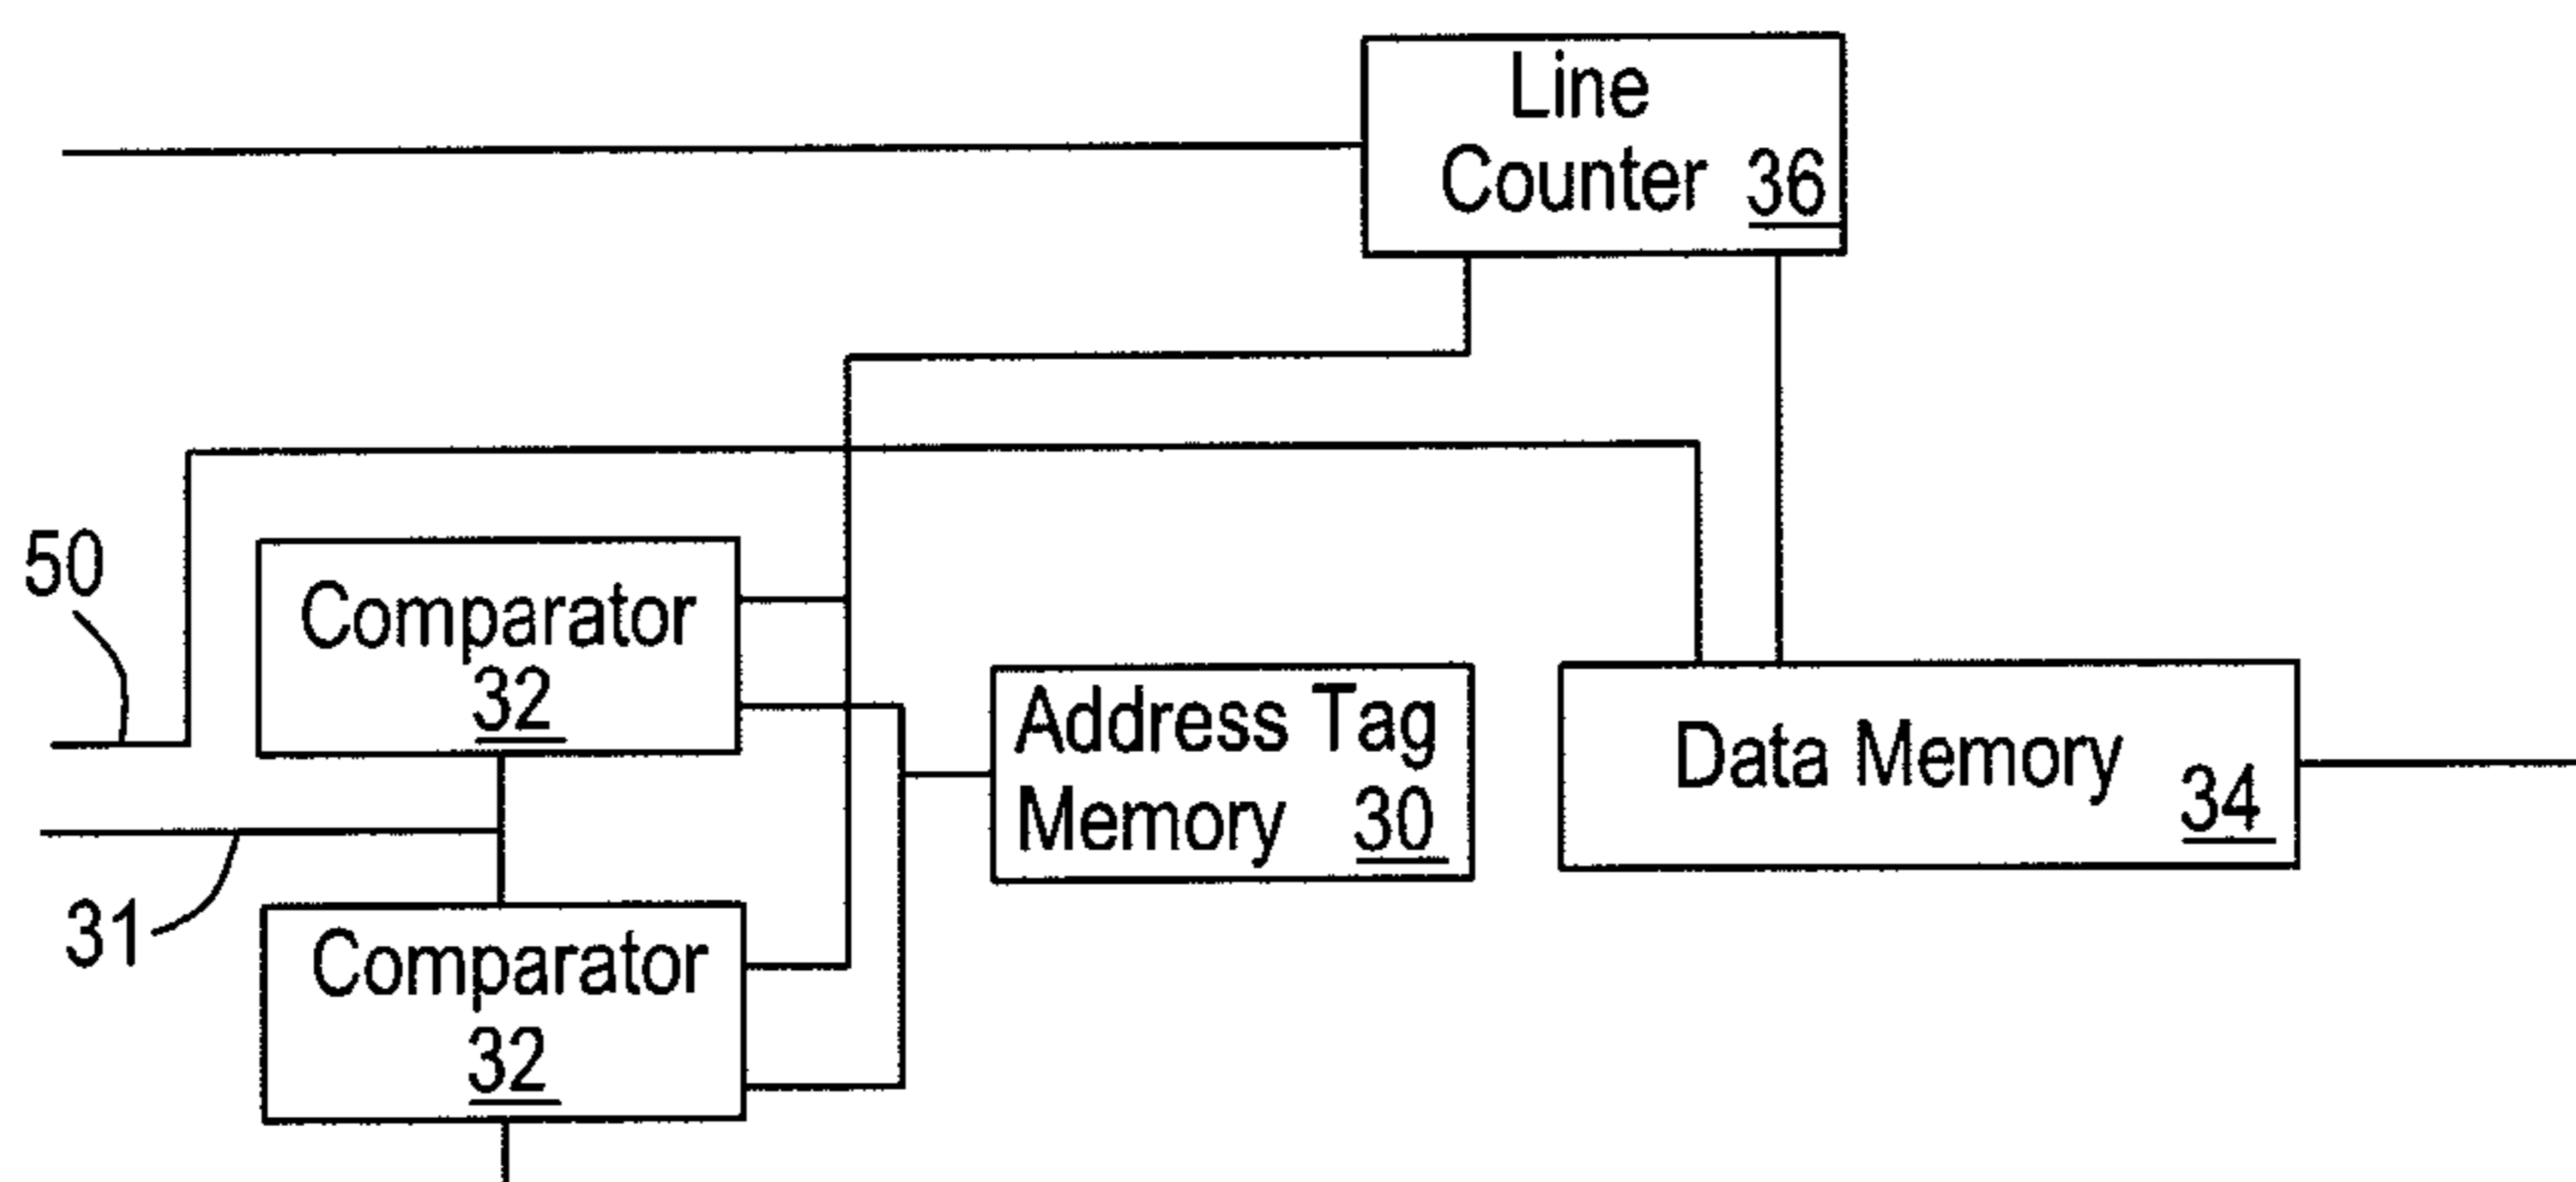 Line
Counter 36
50
Comparator
32
Address Tag
Memory 30
Data Memory 34
31
Comparator
32